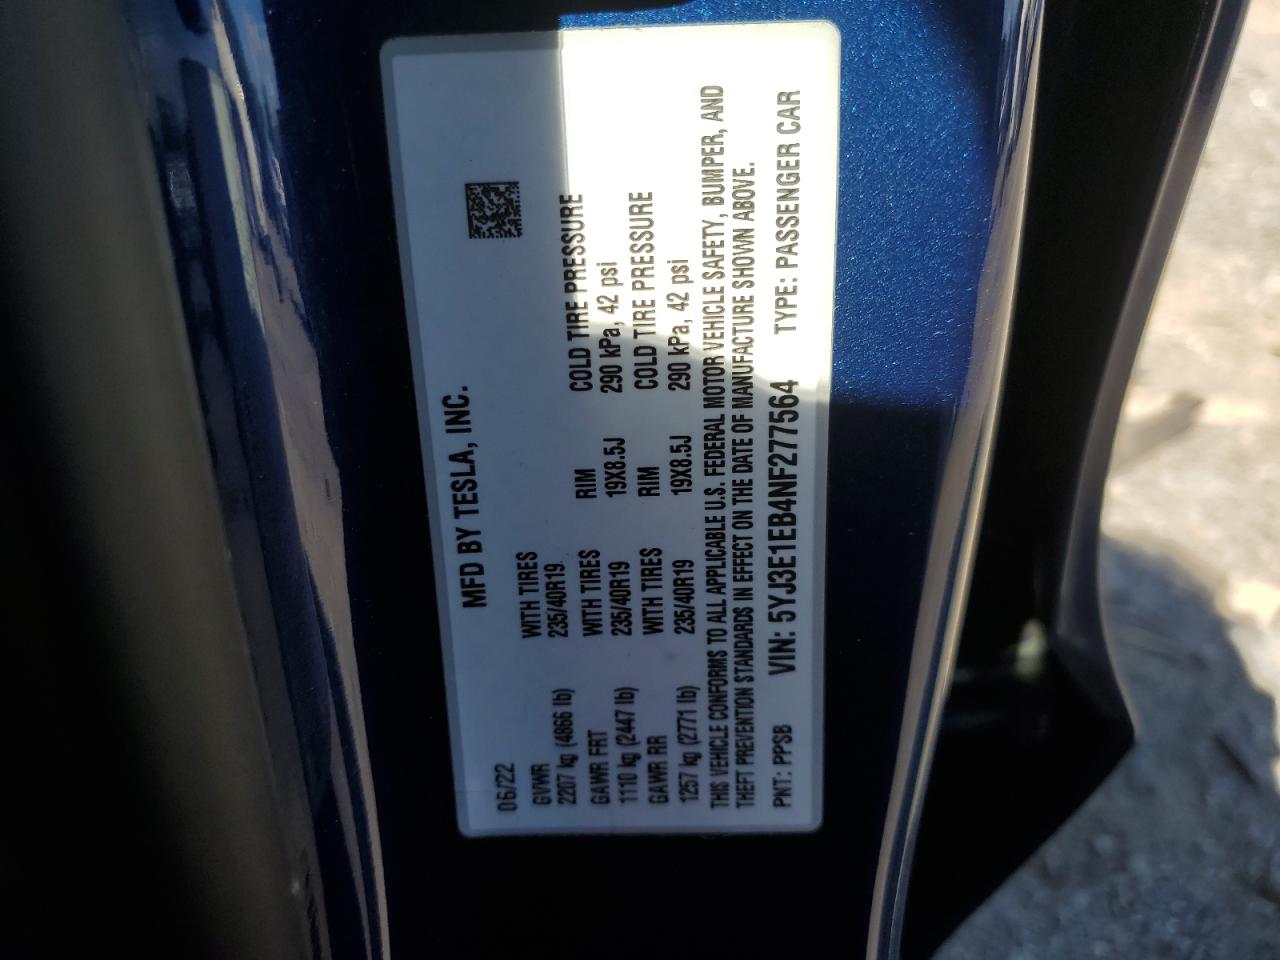 MFD BY TESLA, INC.
06/22
GVWR WITH TIRES
2207 kg (4866 lb) 235/40R19
GAWR FRT WITH TIRES RIM COLD TIRE PRESSURE
1110 kg (2447 lb) 235/40R19 19X8.5J 290 kPa, 42 psi
GAWR RR WITH TIRES RIM COLD TIRE PRESSURE
1257 kg (2771 lb) 235/40R19 19X8.5J 290 kPa, 42 psi
THIS VEHICLE CONFORMS TO ALL APPLICABLE U.S. FEDERAL MOTOR VEHICLE SAFETY, BUMPER, AND
THEFT PREVENTION STANDARDS IN EFFECT ON THE DATE OF MANUFACTURE SHOWN ABOVE.
PNT: PPSB VIN: 5YJ3E1EB4NF277564 TYPE: PASSENGER CAR